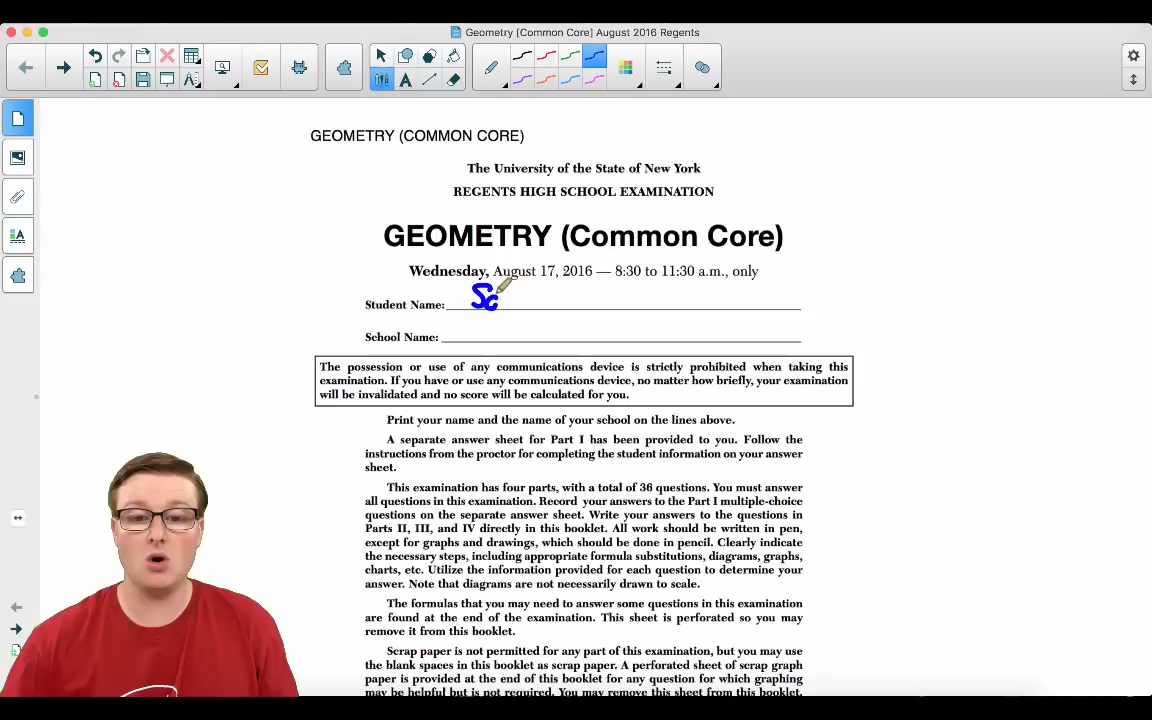 Geometry [Common Core] August 2016 Regents
GEOMETRY (COMMON CORE)
The University of the State of New York
REGENTS HIGH SCHOOL EXAMINATION
GEOMETRY (Common Core)
Wednesday, August 17, 2016 — 8:30 to 11:30 a.m., only
Student Name: Sc
School Name:
The possession or use of any communications device is strictly prohibited when taking this
examination. If you have or use any communications device, no matter how briefly, your examination
will be invalidated and no score will be calculated for you.
Print your name and the name of your school on the lines above.
A separate answer sheet for Part I has been provided to you. Follow the
instructions from the proctor for completing the student information on your answer
sheet.
This examination has four parts, with a total of 36 questions. You must answer
all questions in this examination. Record your answers to the Part I multiple-choice
questions on the separate answer sheet. Write your answers to the questions in
Parts II, III, and IV directly in this booklet. All work should be written in pen,
except for graphs and drawings, which should be done in pencil. Clearly indicate
the necessary steps, including appropriate formula substitutions, diagrams, graphs,
charts, etc. Utilize the information provided for each question to determine your
answer. Note that diagrams are not necessarily drawn to scale.
The formulas that you may need to answer some questions in this examination
are found at the end of the examination. This sheet is perforated so you may
remove it from this booklet.
Scrap paper is not permitted for any part of this examination, but you may use
the blank spaces in this booklet as scrap paper. A perforated sheet of scrap graph
paper is provided at the end of this booklet for any question for which graphing
may be helpful but is not required. You may remove this sheet from this booklet.